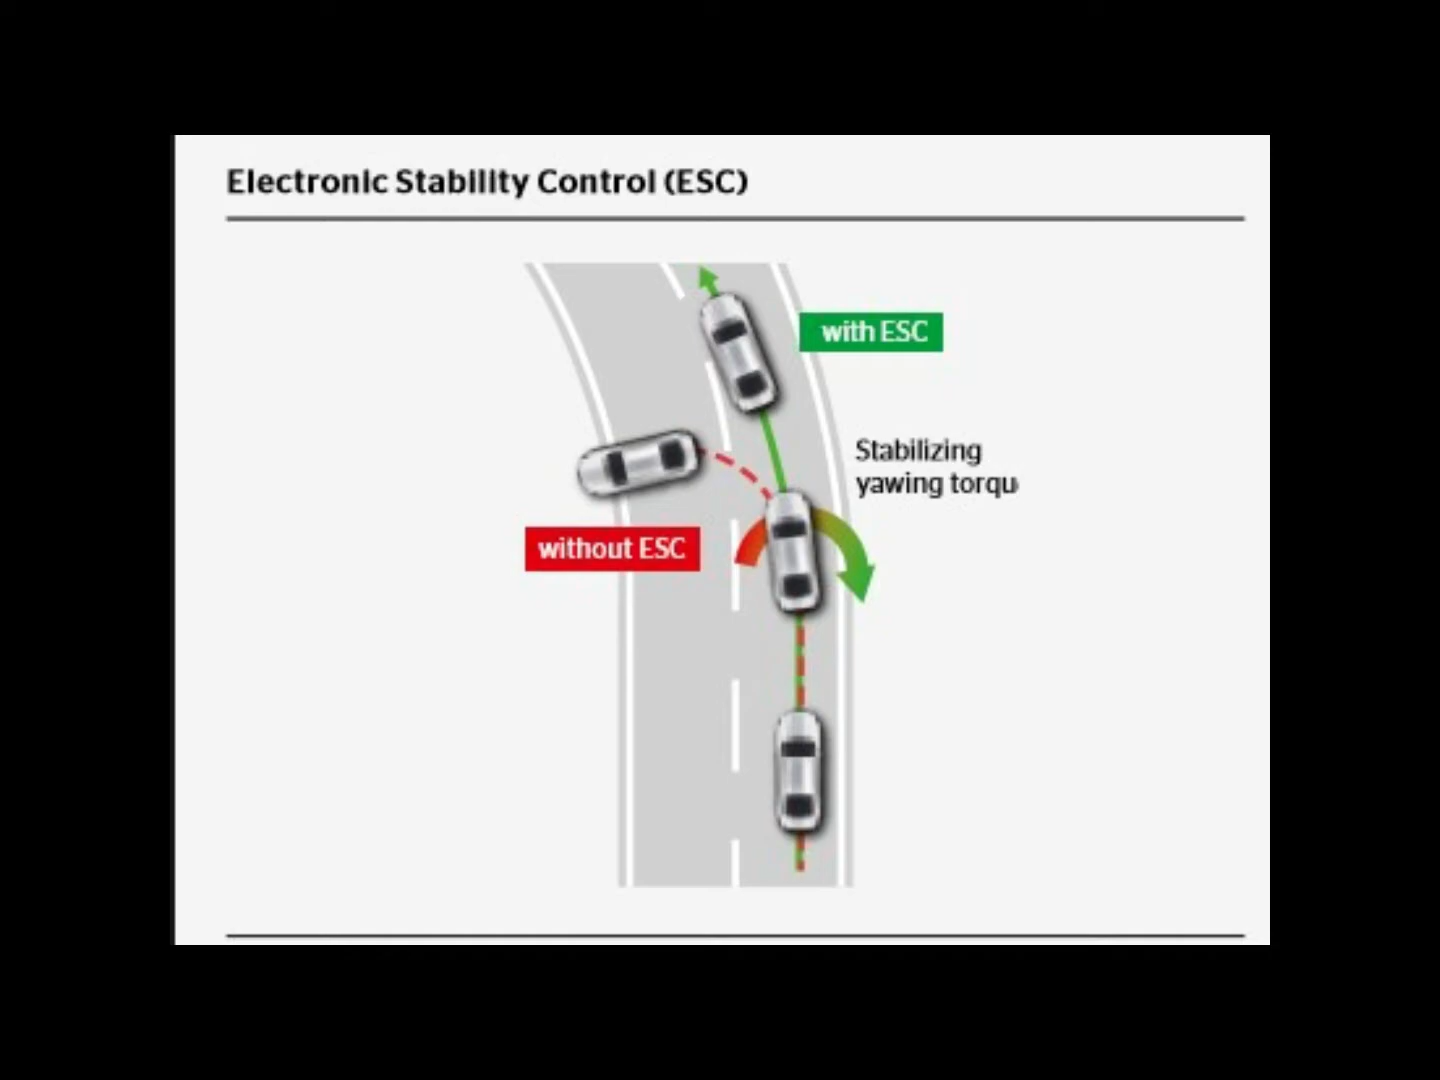 Electronic Stability Control (ESC)
with ESC
Stabilizing
yawing torqu
without ESC